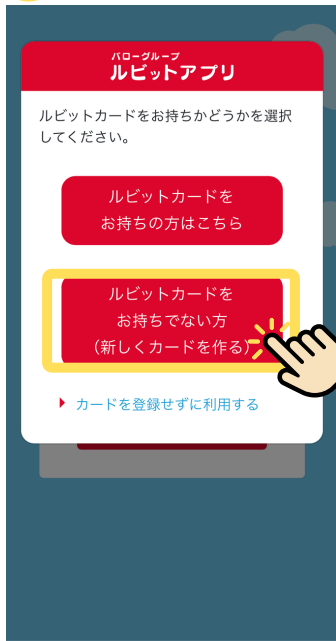 バローグループ
ルビットアプリ
ルビットカードをお持ちかどうかを選択
してください。
ルビットカードを
お持ちの方はこちら
ルビットカードを
お持ちでない方
(新しくカードを作る)
カードを登録せずに利用する